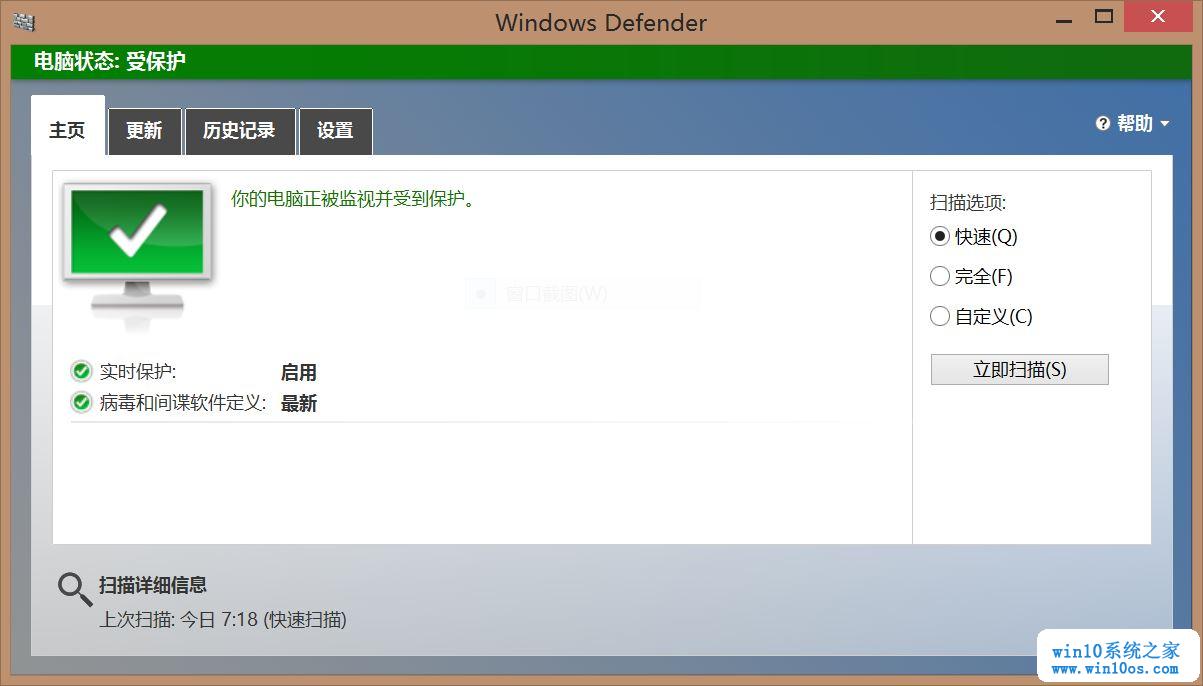 Windows Defender
电脑状态: 受保护
主页 更新 历史记录 设置 帮助
你的电脑正被监视并受到保护。
扫描选项:
快速(Q)
完全(F)
自定义(C)
立即扫描(S)
窗口截图(W)
实时保护: 启用
病毒和间谍软件定义: 最新
扫描详细信息
上次扫描: 今日 7:18 (快速扫描)
win10系统之家
www.win10os.com